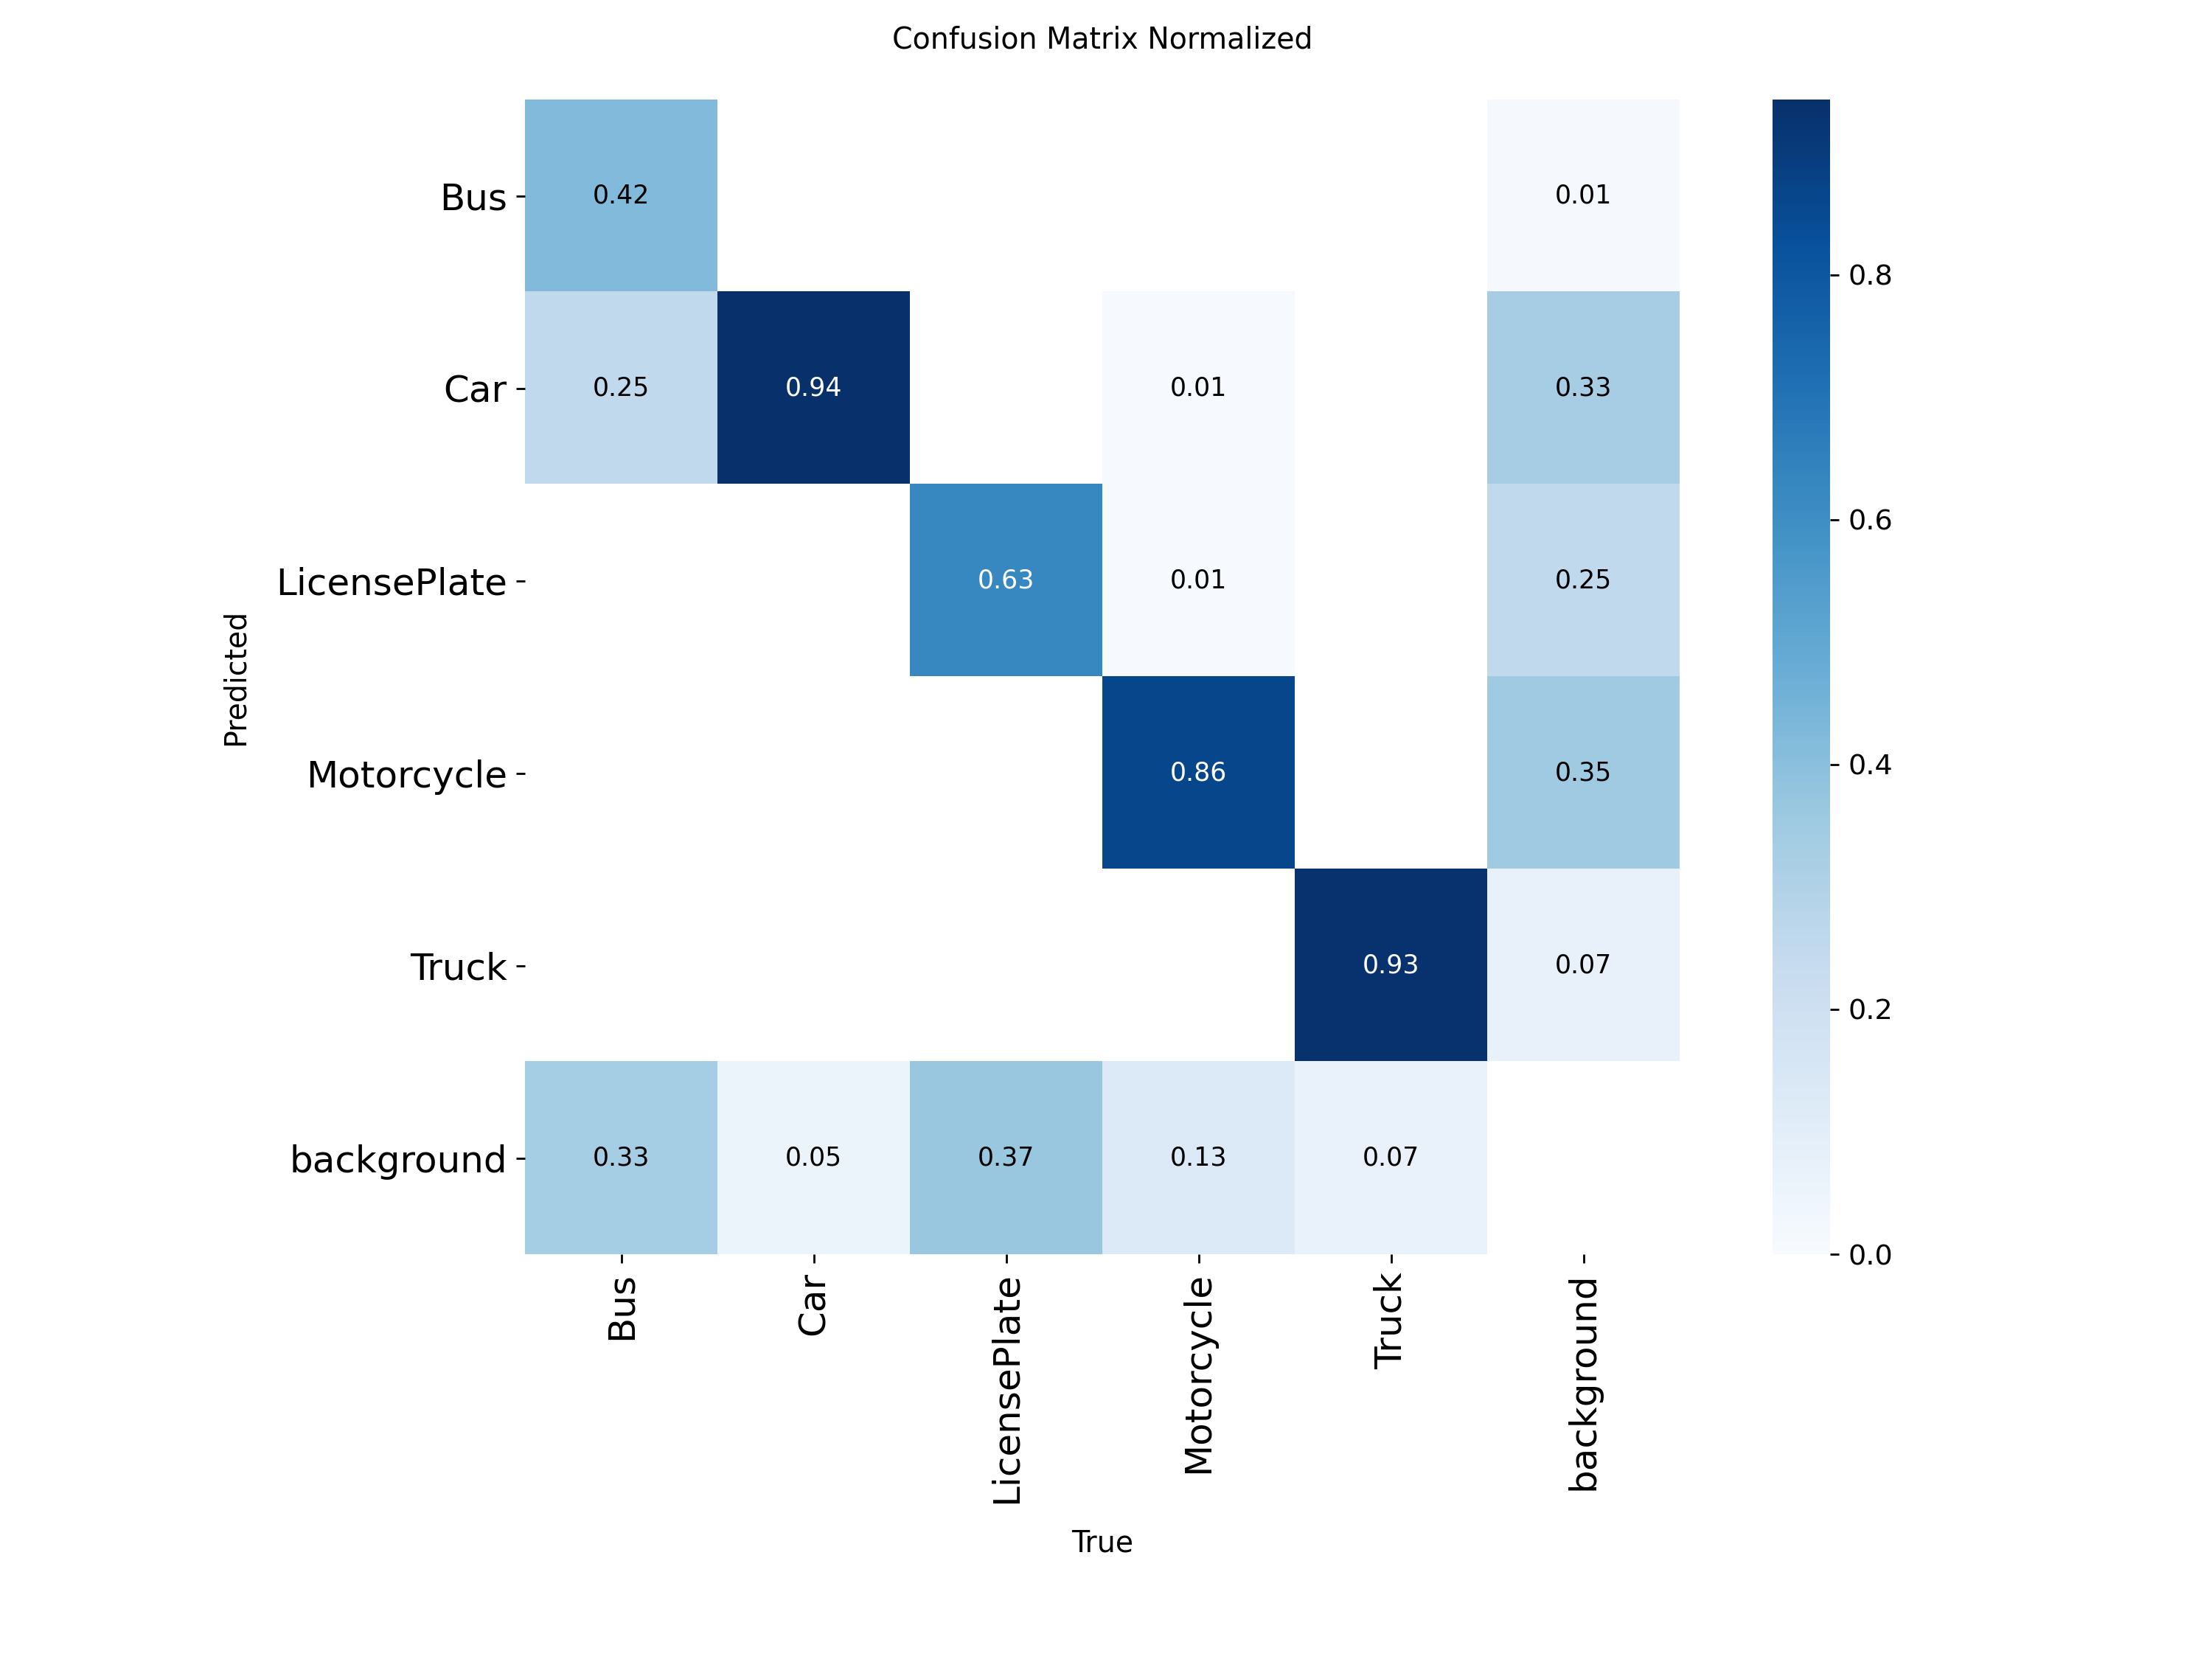 Confusion Matrix Normalized
Predicted
Bus
0.42
0.01
Car
0.25
0.94
0.01
0.33
LicensePlate
0.63
0.01
0.25
Motorcycle
0.86
0.35
Truck
0.93
0.07
background
0.33
0.05
0.37
0.13
0.07
Bus
Car
LicensePlate
Motorcycle
Truck
background
True
0.8
0.6
0.4
0.2
0.0